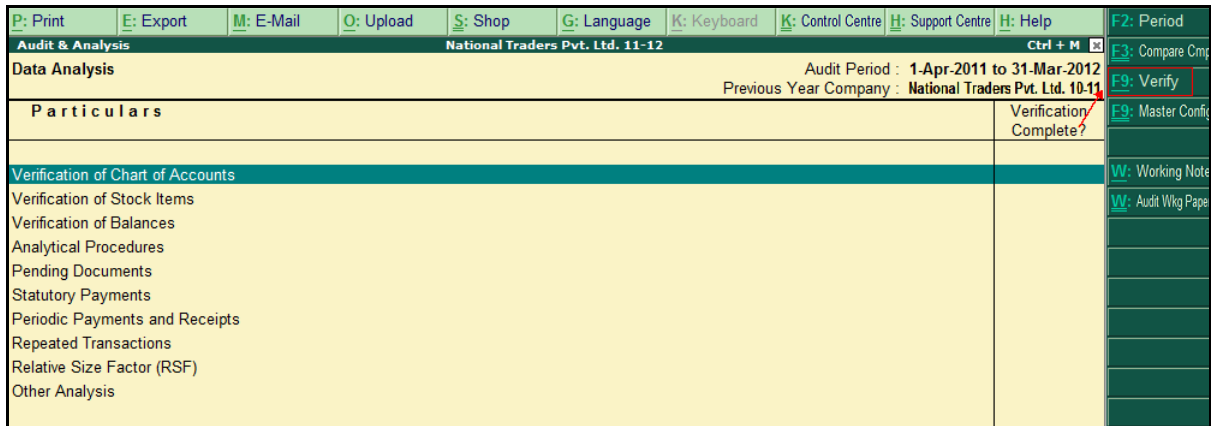 P: Print E: Export M: E-Mail O: Upload S: Shop G: Language K: Keyboard K: Control Centre H: Support Centre H: Help F2: Period
Audit & Analysis National Traders Pvt. Ltd. 11-12 Ctrl + M x F3: Compare Cmp
Data Analysis Audit Period : 1-Apr-2011 to 31-Mar-2012
Previous Year Company : National Traders Pvt. Ltd. 10-11 F9: Verify
Particulars Verification F9: Master Config
Complete?
Verification of Chart of Accounts W: Working Note
Verification of Stock Items W: Audit Wkg Pape
Verification of Balances
Analytical Procedures
Pending Documents
Statutory Payments
Periodic Payments and Receipts
Repeated Transactions
Relative Size Factor (RSF)
Other Analysis